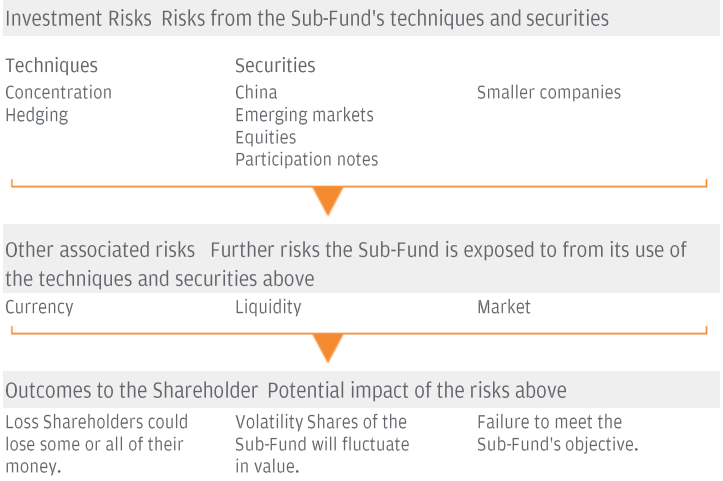 Investment Risks Risks from the Sub-Fund's techniques and securities
Techniques
Concentration
Hedging
Securities
China
Emerging markets
Equities
Participation notes
Smaller companies
Other associated risks Further risks the Sub-Fund is exposed to from its use of
the techniques and securities above
Currency
Liquidity
Market
Outcomes to the Shareholder Potential impact of the risks above
Loss Shareholders could
lose some or all of their
money.
Volatility Shares of the
Sub-Fund will fluctuate
in value.
Failure to meet the
Sub-Fund's objective.